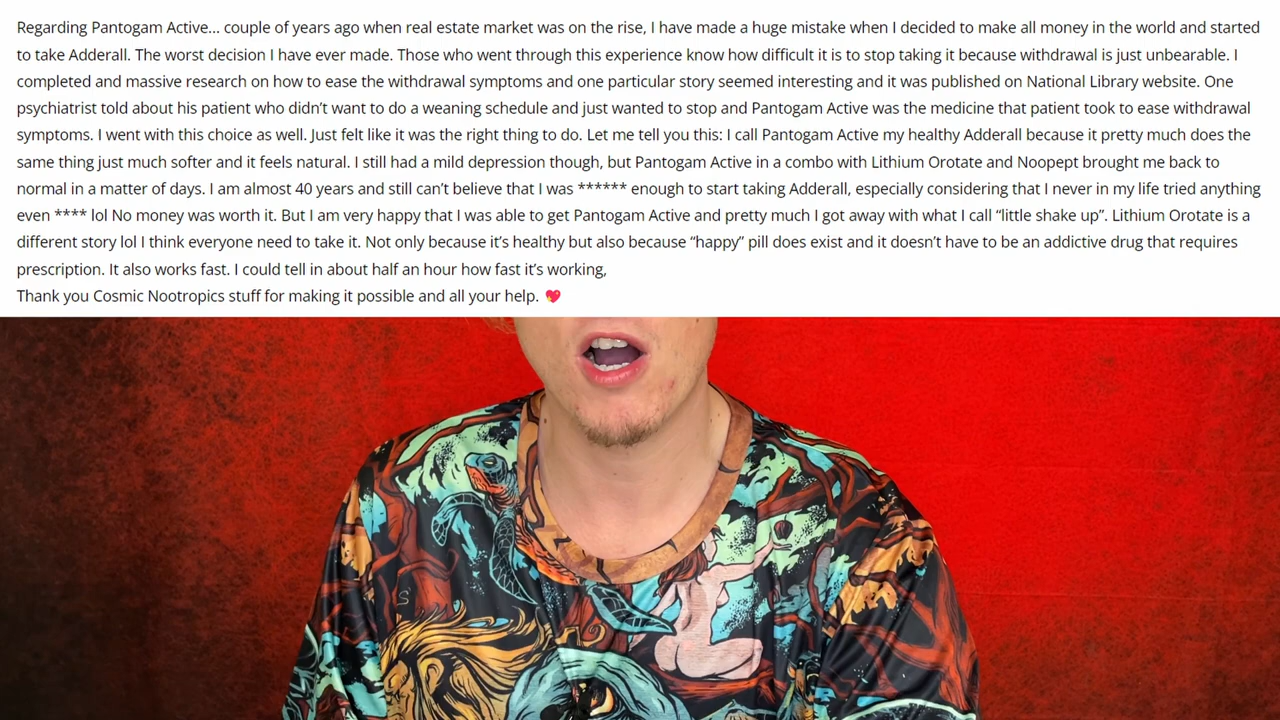 Regarding Pantogam Active... couple of years ago when real estate market was on the rise, I have made a huge mistake when I decided to make all money in the world and started
to take Adderall. The worst decision I have ever made. Those who went through this experience know how difficult it is to stop taking it because withdrawal is just unbearable. I
completed and massive research on how to ease the withdrawal symptoms and one particular story seemed interesting and it was published on National Library website. One
psychiatrist told about his patient who didn’t want to do a weaning schedule and just wanted to stop and Pantogam Active was the medicine that patient took to ease withdrawal
symptoms. I went with this choice as well. Just felt like it was the right thing to do. Let me tell you this: I call Pantogam Active my healthy Adderall because it pretty much does the
same thing just much softer and it feels natural. I still had a mild depression though, but Pantogam Active in a combo with Lithium Orotate and Noopept brought me back to
normal in a matter of days. I am almost 40 years and still can’t believe that I was ****** enough to start taking Adderall, especially considering that I never in my life tried anything
even **** lol No money was worth it. But I am very happy that I was able to get Pantogam Active and pretty much I got away with what I call “little shake up”. Lithium Orotate is a
different story lol I think everyone need to take it. Not only because it’s healthy but also because “happy” pill does exist and it doesn’t have to be an addictive drug that requires
prescription. It also works fast. I could tell in about half an hour how fast it’s working,
Thank you Cosmic Nootropics stuff for making it possible and all your help. 💖